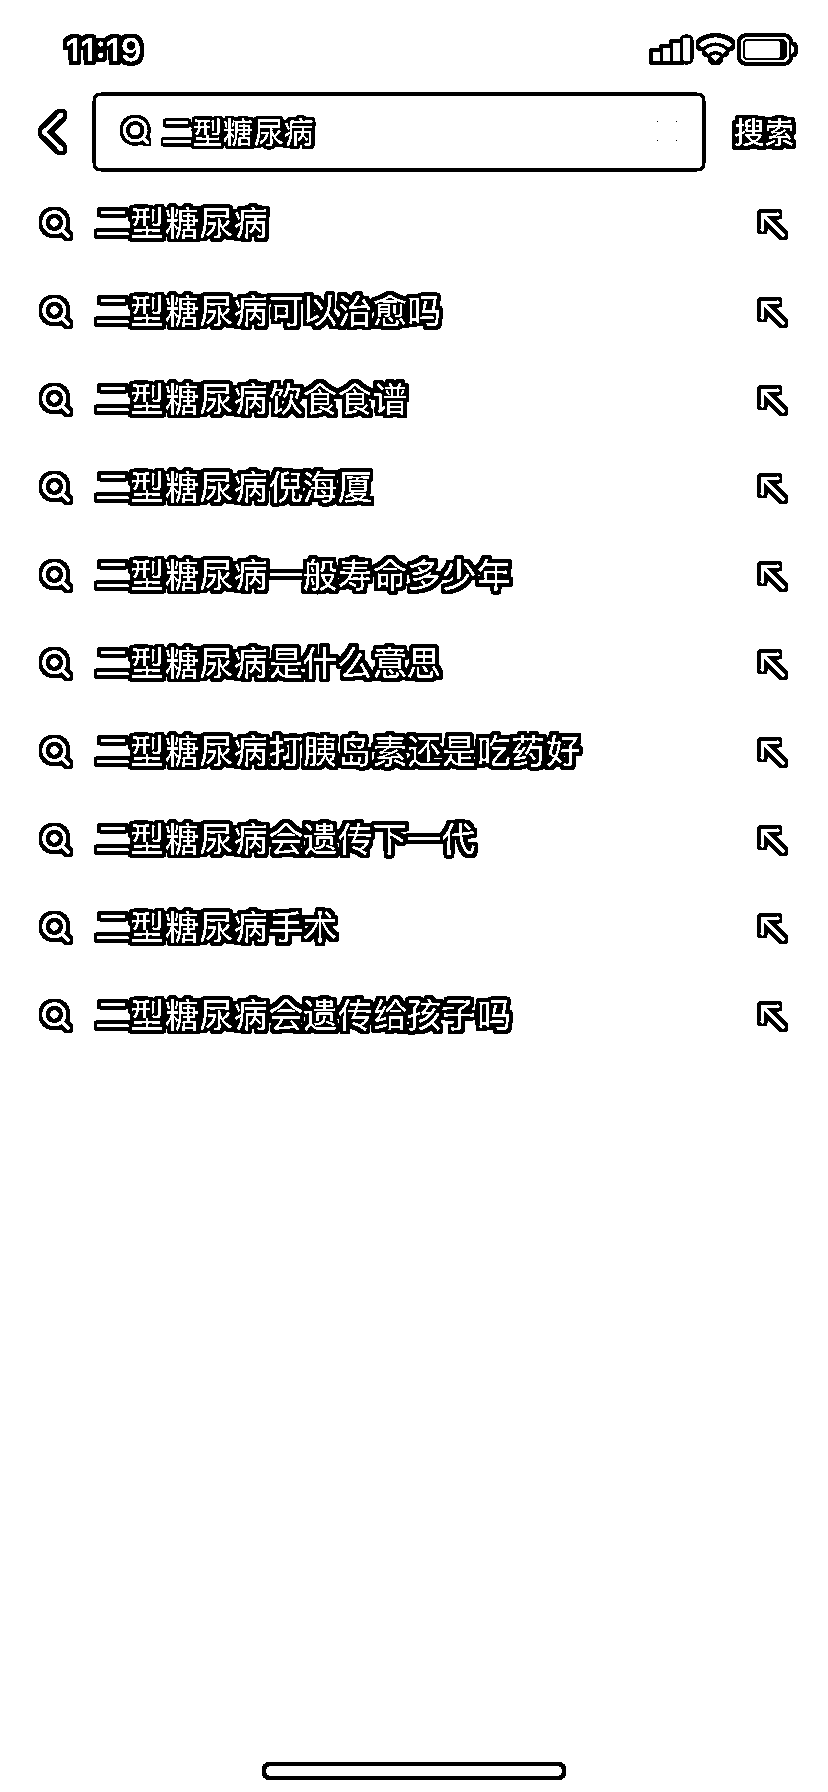 11:19
二型糖尿病
搜索
二型糖尿病
二型糖尿病可以治愈吗
二型糖尿病饮食食谱
二型糖尿病倪海厦
二型糖尿病一般寿命多少年
二型糖尿病是什么意思
二型糖尿病打胰岛素还是吃药好
二型糖尿病会遗传下一代
二型糖尿病手术
二型糖尿病会遗传给孩子吗